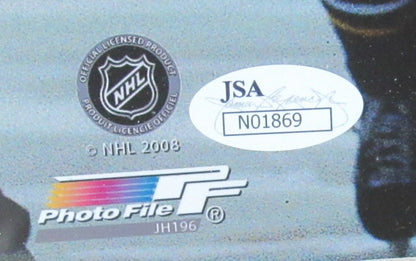 OFFICIAL LICENSED PRODUCT
NHL
PRODUIT LICENCIÉ OFFICIEL
© NHL 2008
JSA
N01869
PF
Photo File ®
JH196